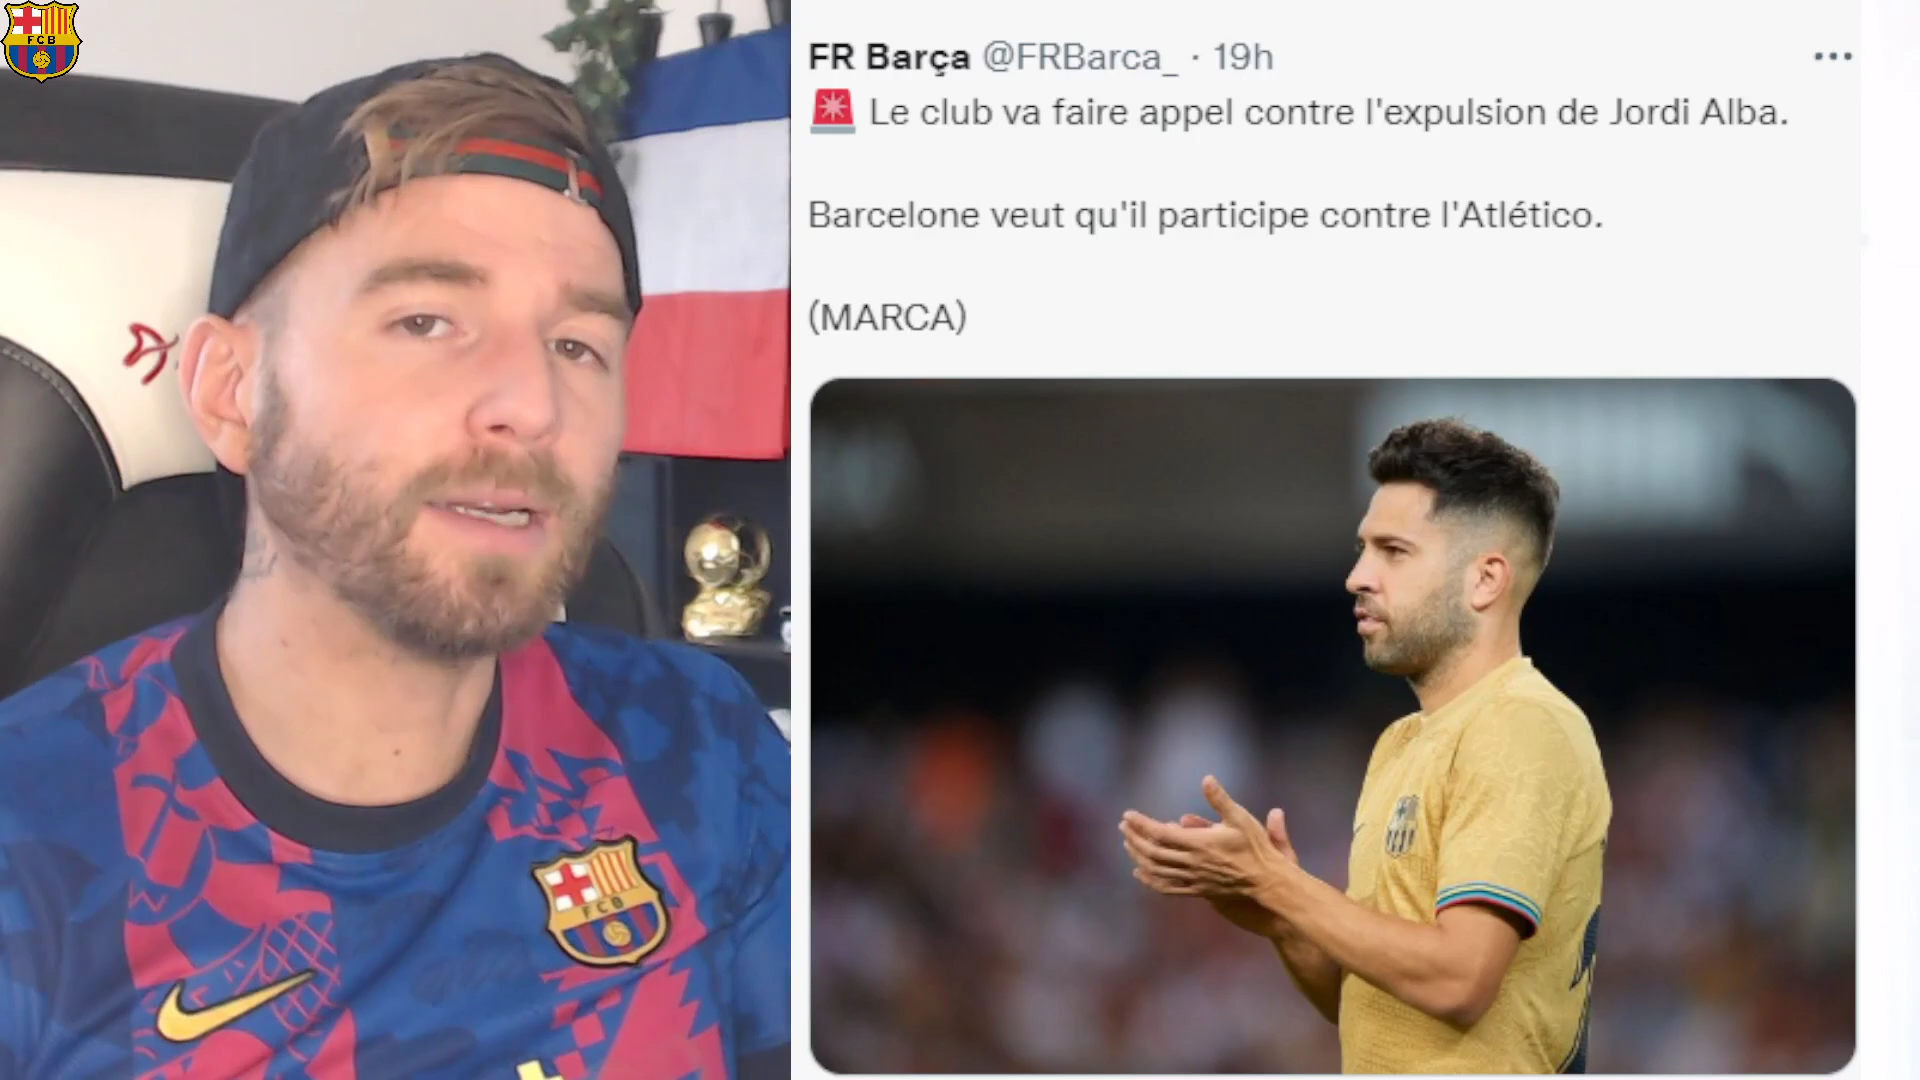 FCB
FR Barça @FRBarca_ · 19h
🚨 Le club va faire appel contre l'expulsion de Jordi Alba.
Barcelone veut qu'il participe contre l'Atlético.
(MARCA)
FCB